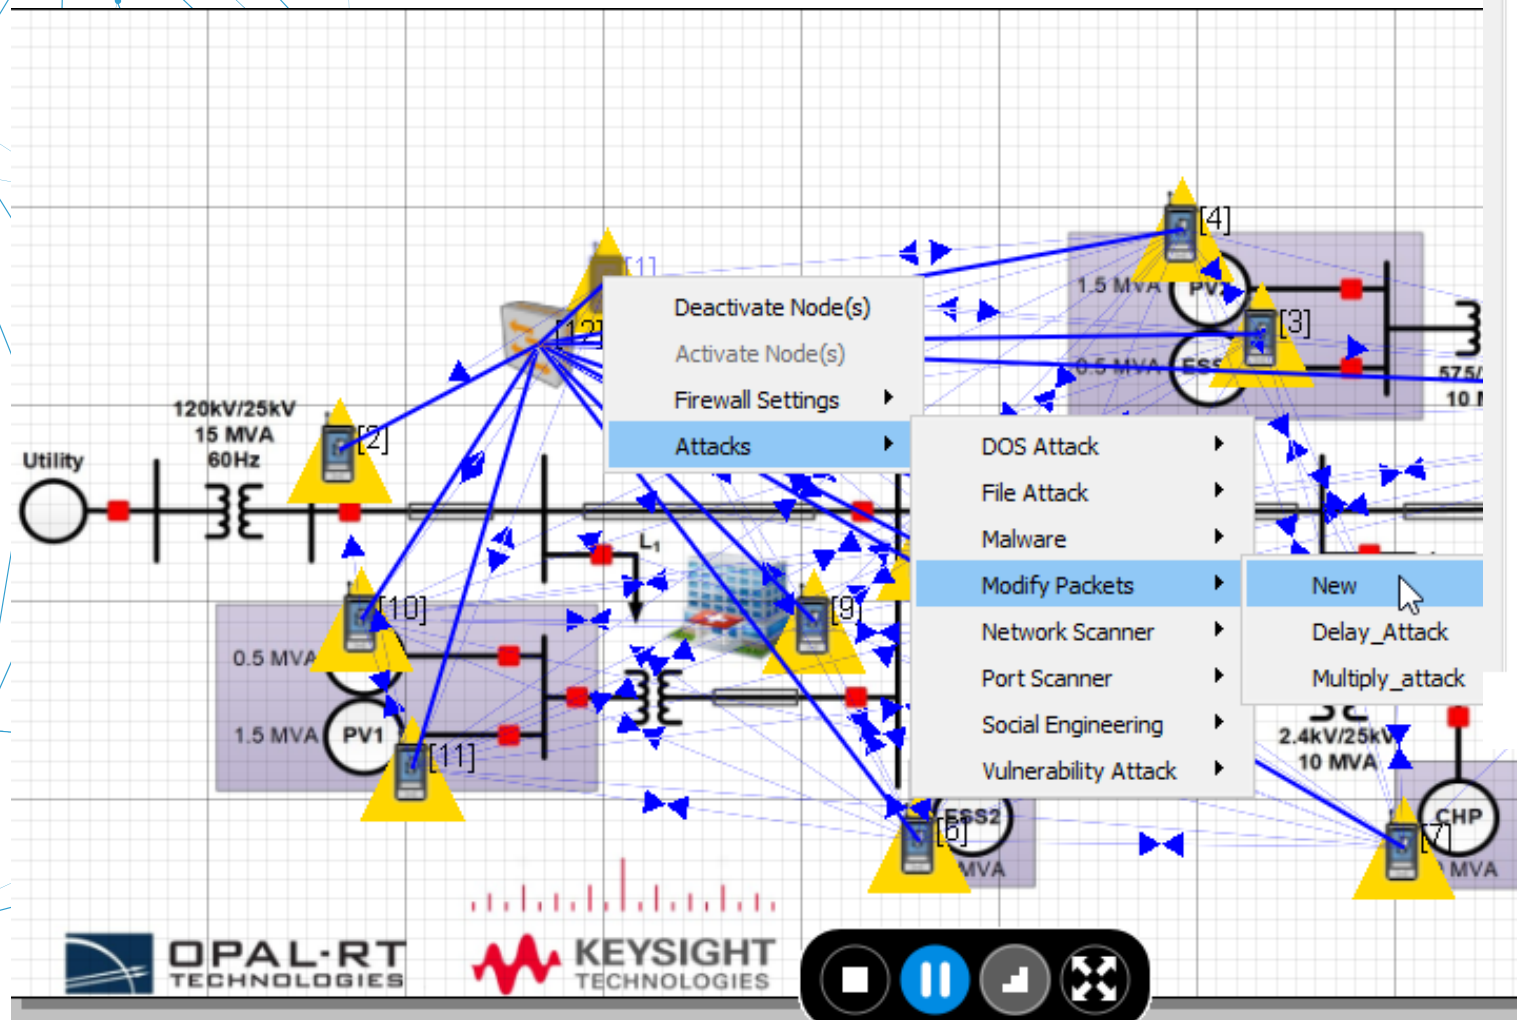 [4]
[1]
1.5 MVA
PV
[12]
[3]
0.5 MVA
ESS
575/
10 M
Deactivate Node(s)
Activate Node(s)
Firewall Settings
Attacks
120kV/25kV
15 MVA
60Hz
[2]
Utility
DOS Attack
File Attack
Malware
Modify Packets
Network Scanner
Port Scanner
Social Engineering
Vulnerability Attack
New
Delay_Attack
Multiply_attack
L1
[10]
[9]
0.5 MVA
1.5 MVA
PV1
[11]
2.4kV/25kV
10 MVA
ESS2
[6]
MVA
CHP
[7]
MVA
OPAL-RT
TECHNOLOGIES
KEYSIGHT
TECHNOLOGIES